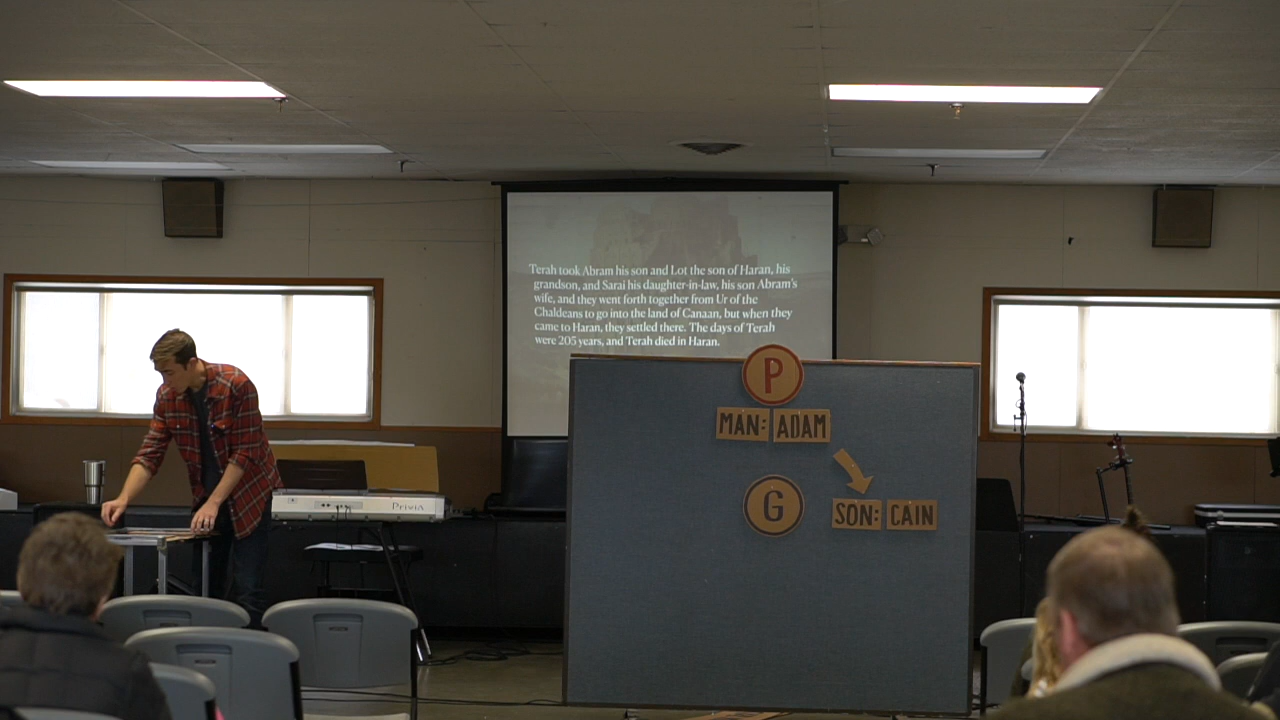 Terah took Abram his son and Lot the son of Haran, his
grandson, and Sarai his daughter-in-law, his son Abram's
wife, and they went forth together from Ur of the
Chaldeans to go into the land of Canaan, but when they
came to Haran, they settled there. The days of Terah
were 205 years, and Terah died in Haran.
P
MAN: ADAM
G
SON: CAIN
Privia